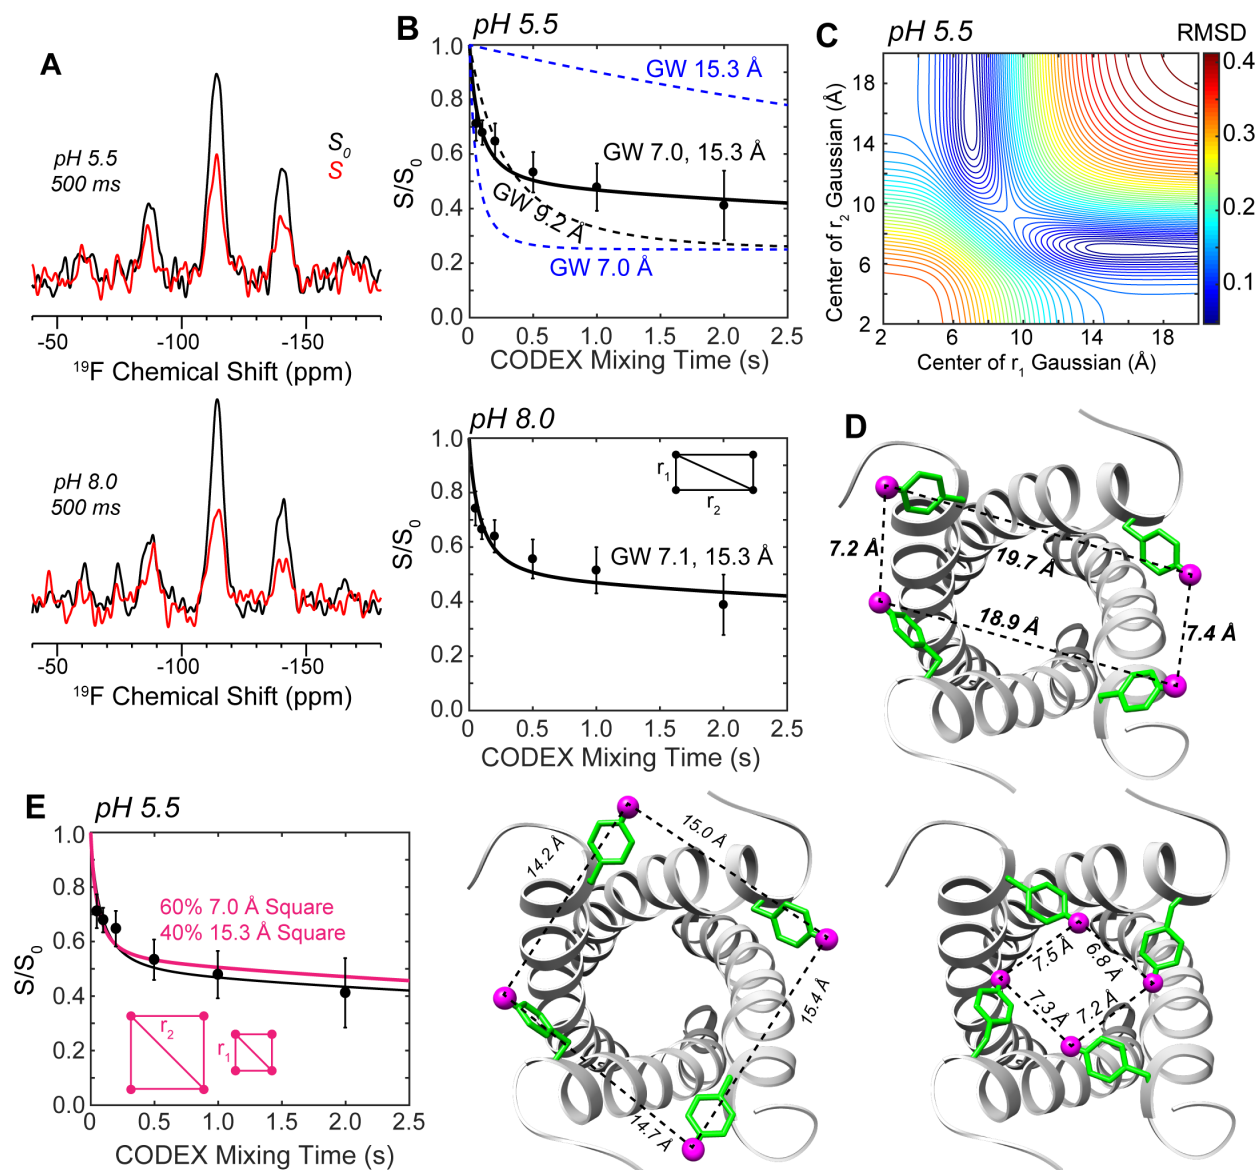 A
pH 5.5
500 ms
S0
S
-50
-100
-150
19F Chemical Shift (ppm)
pH 8.0
500 ms
-50
-100
-150
19F Chemical Shift (ppm)
B
pH 5.5
1.0
0.8
0.6
0.4
0.2
0.0
S/S0
GW 15.3 Å
GW 7.0, 15.3 Å
GW 9.2 Å
GW 7.0 Å
0
0.5
1.0
1.5
2.0
2.5
CODEX Mixing Time (s)
pH 8.0
1.0
0.8
0.6
0.4
0.2
0.0
S/S0
r1
r2
GW 7.1, 15.3 Å
0
0.5
1.0
1.5
2.0
2.5
CODEX Mixing Time (s)
C
pH 5.5
RMSD
18
14
10
6
2
Center of r2 Gaussian (Å)
2
6
10
14
18
Center of r1 Gaussian (Å)
0.4
0.3
0.2
0.1
D
7.2 Å
19.7 Å
18.9 Å
7.4 Å
E
pH 5.5
1.0
0.8
0.6
0.4
0.2
0.0
S/S0
60% 7.0 Å Square
40% 15.3 Å Square
r2
r1
0
0.5
1.0
1.5
2.0
2.5
CODEX Mixing Time (s)
14.2 Å
15.0 Å
15.4 Å
14.7 Å
7.5 Å
6.8 Å
7.3 Å
7.2 Å